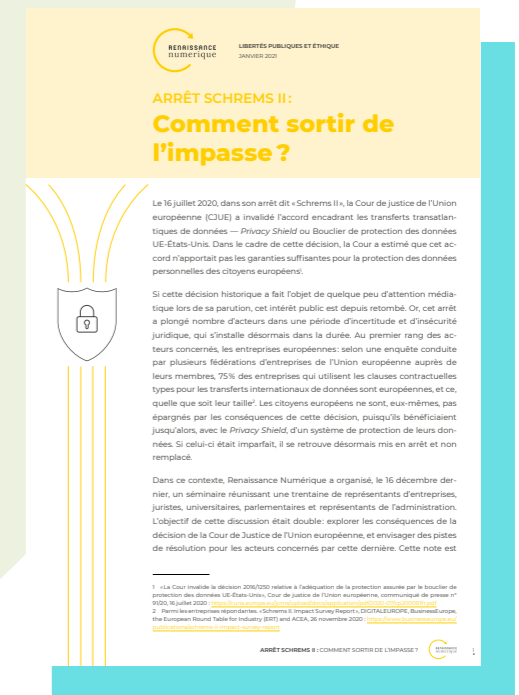 RENAISSANCE
numerique
LIBERTÉS PUBLIQUES ET ÉTHIQUE
JANVIER 2021
ARRÊT SCHREMS II :
Comment sortir de
l’impasse ?
Le 16 juillet 2020, dans son arrêt dit « Schrems II », la Cour de justice de l’Union
européenne (CJUE) a invalidé l’accord encadrant les transferts transatlan-
tiques de données — Privacy Shield ou Bouclier de protection des données
UE-États-Unis. Dans le cadre de cette décision, la Cour a estimé que cet ac-
cord n’apportait pas les garanties suffisantes pour la protection des données
personnelles des citoyens européens¹.
Si cette décision historique a fait l’objet de quelque peu d’attention média-
tique lors de sa parution, cet intérêt public est depuis retombé. Or, cet arrêt
a plongé nombre d’acteurs dans une période d’incertitude et d’insécurité
juridique, qui s’installe désormais dans la durée. Au premier rang des ac-
teurs concernés, les entreprises européennes : selon une enquête conduite
par plusieurs fédérations d’entreprises de l’Union européenne auprès de
leurs membres, 75% des entreprises qui utilisent les clauses contractuelles
types pour les transferts internationaux de données sont européennes, et ce,
quelle que soit leur taille². Les citoyens européens ne sont, eux-mêmes, pas
épargnés par les conséquences de cette décision, puisqu’ils bénéficiaient
jusqu’alors, avec le Privacy Shield, d’un système de protection de leurs don-
nées. Si celui-ci était imparfait, il se retrouve désormais mis en arrêt et non
remplacé.
Dans ce contexte, Renaissance Numérique a organisé, le 16 décembre der-
nier, un séminaire réunissant une trentaine de représentants d’entreprises,
juristes, universitaires, parlementaires et représentants de l’administration.
L’objectif de cette discussion était double : explorer les conséquences de la
décision de la Cour de Justice de l’Union européenne, et envisager des pistes
de résolution pour les acteurs concernés par cette dernière. Cette note est
1 «La Cour invalide la décision 2016/1250 relative à l’adéquation de la protection assurée par le bouclier de
protection des données UE-États-Unis», Cour de justice de l’Union européenne, communiqué de presse n°
91/20, 16 juillet 2020 :
2 Parmi les entreprises répondantes. «Schrems II. Impact Survey Report», DIGITALEUROPE, BusinessEurope,
the European Round Table for Industry (ERT) and ACEA, 26 novembre 2020 :
ARRÊT SCHREMS II : COMMENT SORTIR DE L’IMPASSE ?
RENAISSANCE
numerique
1